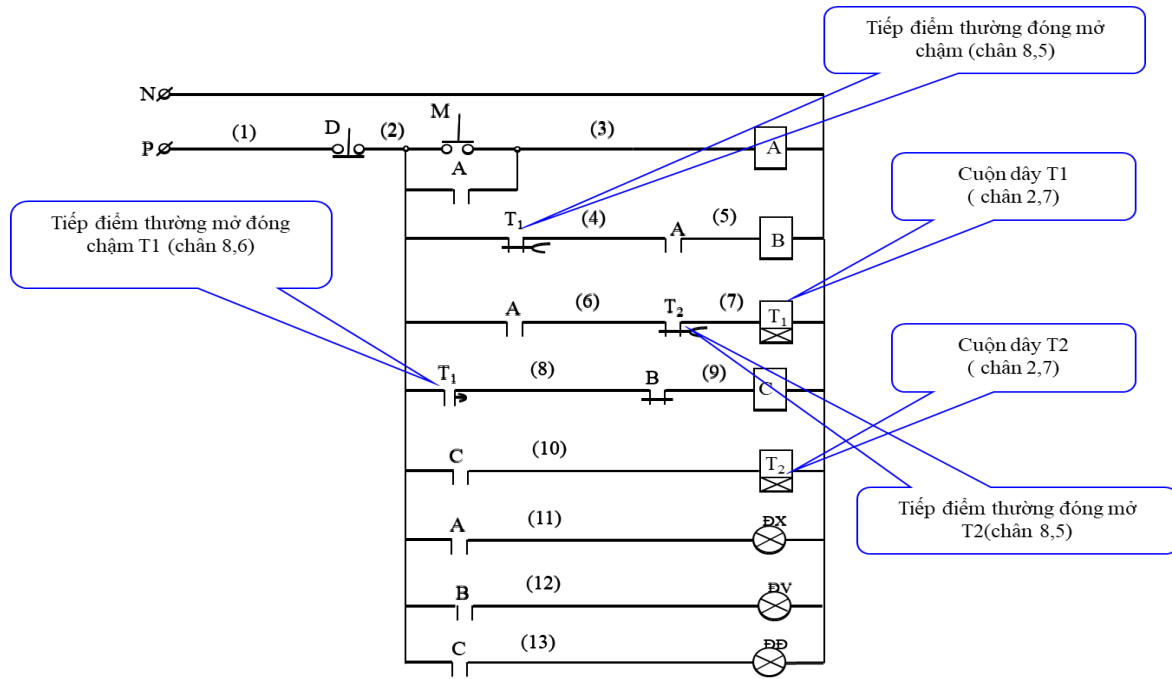 Tiếp điểm thường đóng mở
chậm (chân 8,5)
N
M
D
(1)
(2)
(3)
P
A
A
Cuộn dây T1
( chân 2,7)
Tiếp điểm thường mở đóng
chậm T1 (chân 8,6)
T1
(4)
A
(5)
B
A
(6)
T2
(7)
T1
Cuộn dây T2
( chân 2,7)
T1
(8)
B
(9)
C
C
(10)
T2
Tiếp điểm thường đóng mở
T2(chân 8,5)
A
(11)
ĐX
B
(12)
ĐV
C
(13)
ĐĐ